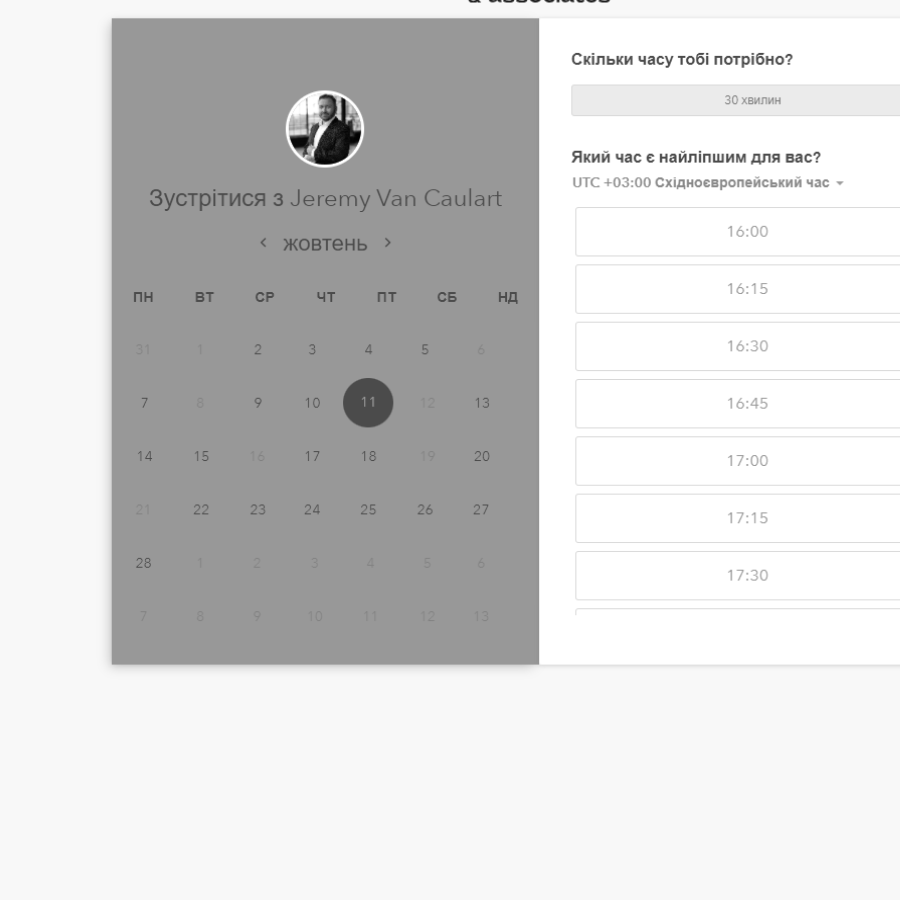 & associates
Зустрітися з Jeremy Van Caulart
жовтень
ПН ВТ СР ЧТ ПТ СБ НД
31 1 2 3 4 5 6
7 8 9 10 11 12 13
14 15 16 17 18 19 20
21 22 23 24 25 26 27
28 1 2 3 4 5 6
7 8 9 10 11 12 13
Скільки часу тобі потрібно?
30 хвилин
Який час є найліпшим для вас?
UTC +03:00 Східноєвропейський час
16:00
16:15
16:30
16:45
17:00
17:15
17:30